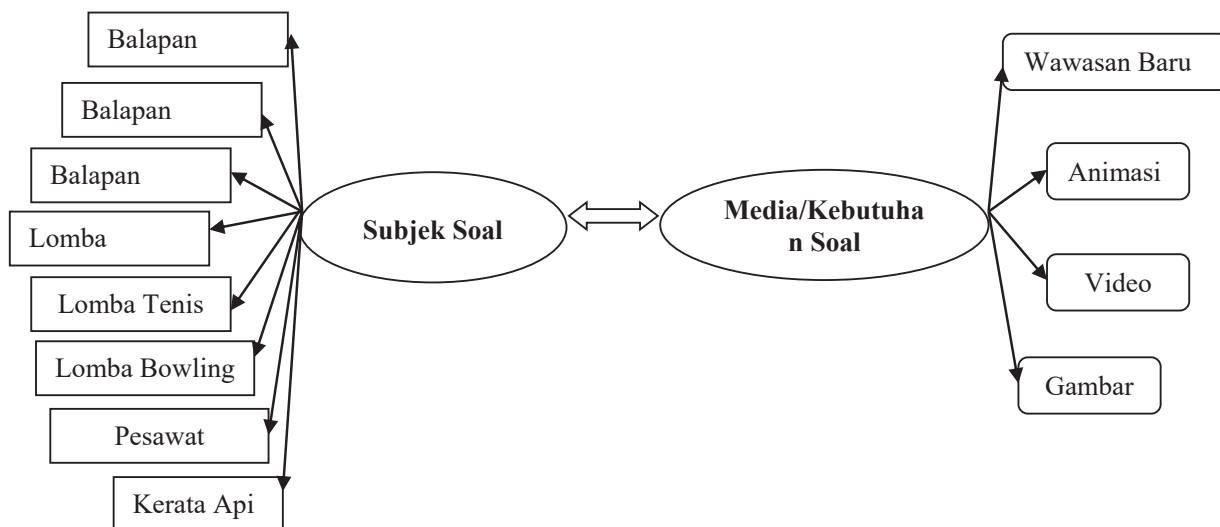 Balapan
Balapan
Balapan
Lomba
Lomba Tenis
Lomba Bowling
Pesawat
Kerata Api
Subjek Soal
Media/Kebutuha
n Soal
Wawasan Baru
Animasi
Video
Gambar